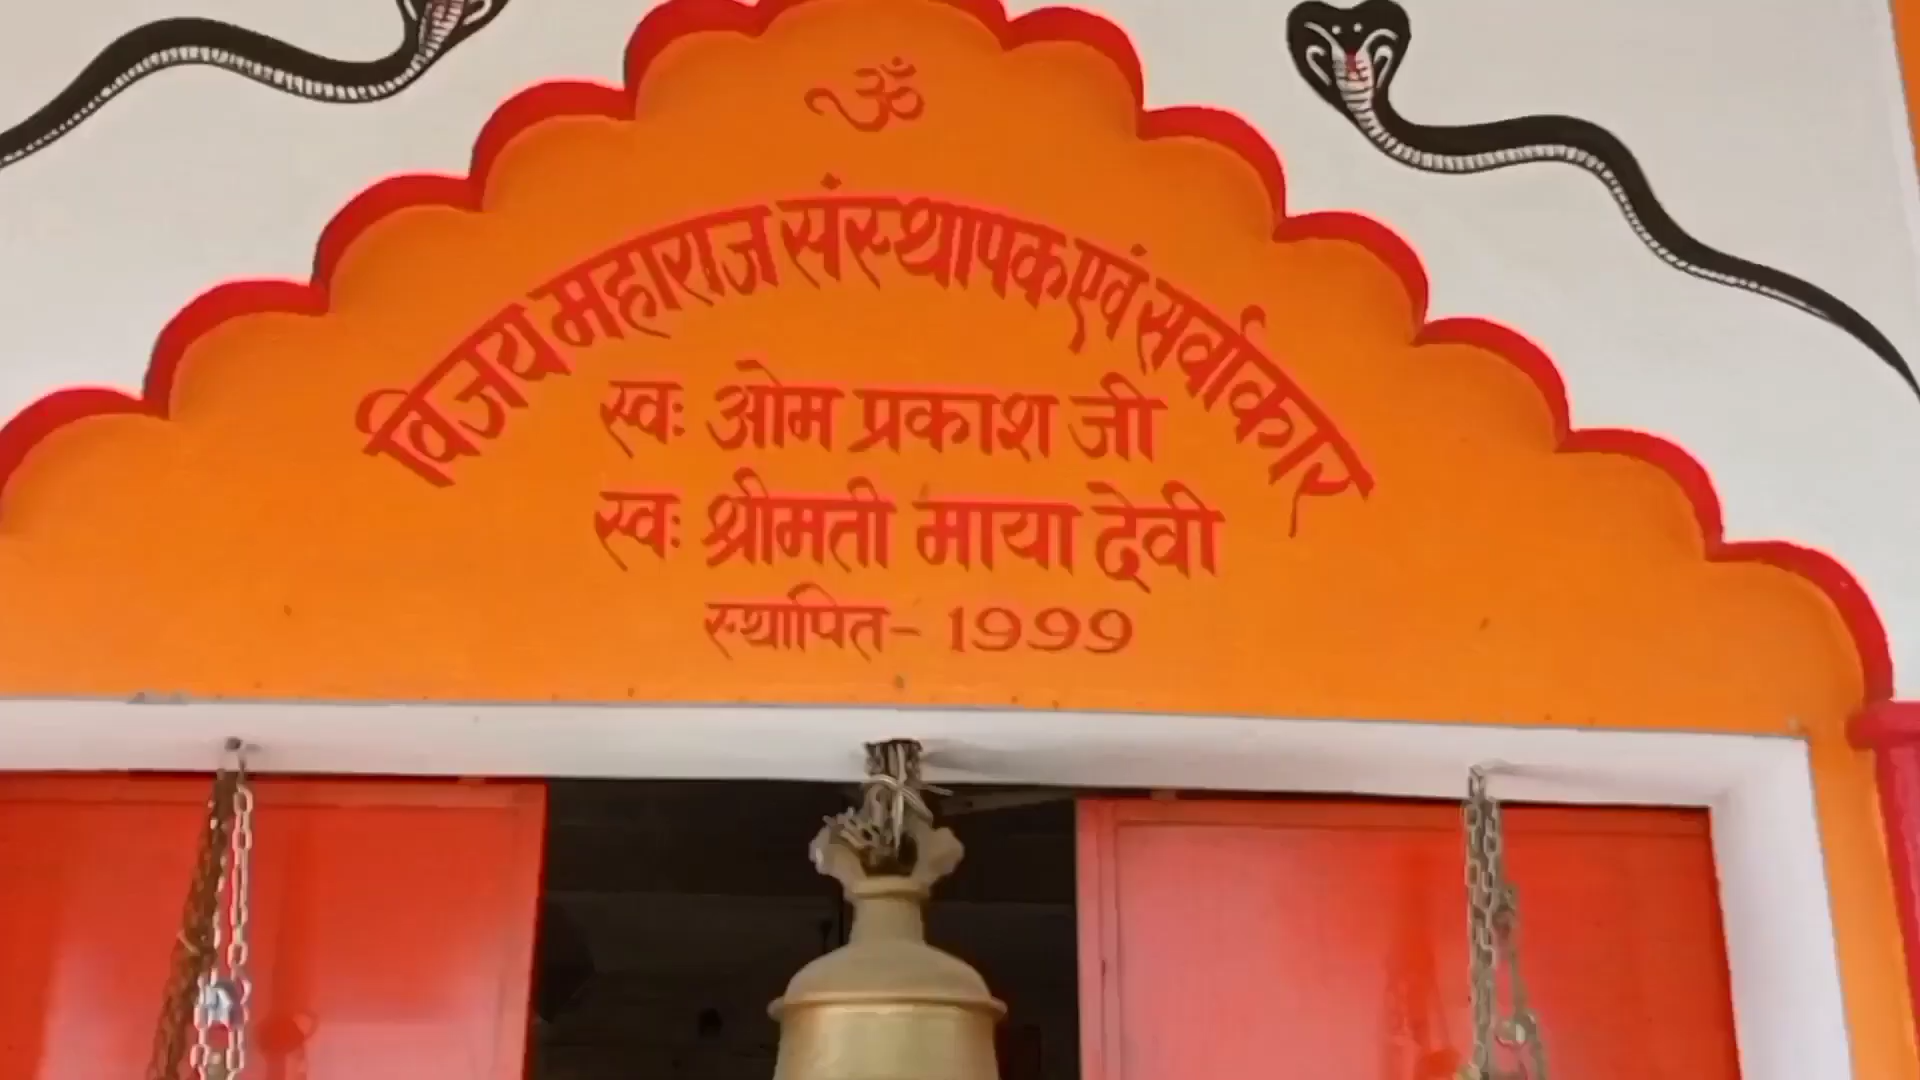 ॐ
विजय महाराज संस्थापक एवं सर्वाकार
स्वः ओम प्रकाश जी
स्वः श्रीमती माया देवी
स्थापित- 1999